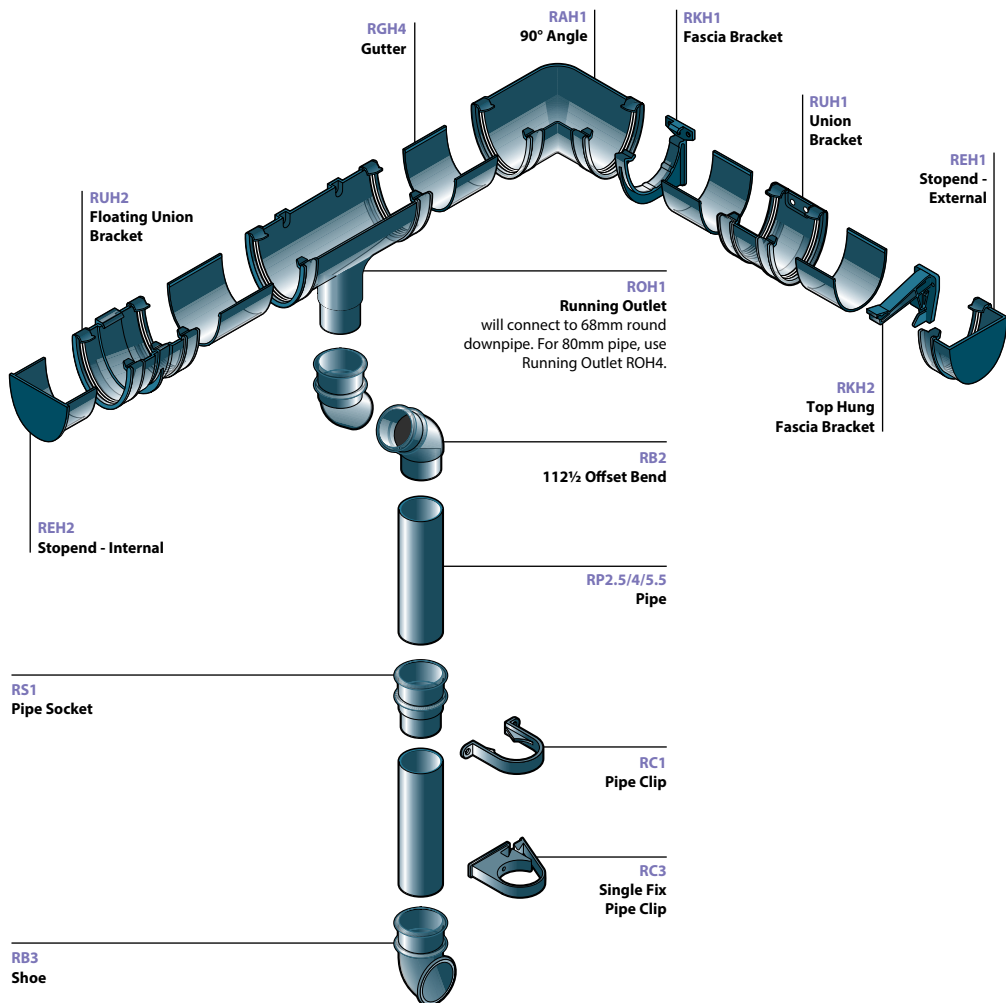 RAH1
90° Angle
RKH1
Fascia Bracket
RGH4
Gutter
RUH1
Union
Bracket
REH1
Stopend -
External
RUH2
Floating Union
Bracket
ROH1
Running Outlet
will connect to 68mm round
downpipe. For 80mm pipe, use
Running Outlet ROH4.
RKH2
Top Hung
Fascia Bracket
RB2
112½ Offset Bend
REH2
Stopend - Internal
RP2.5/4/5.5
Pipe
RS1
Pipe Socket
RC1
Pipe Clip
RC3
Single Fix
Pipe Clip
RB3
Shoe